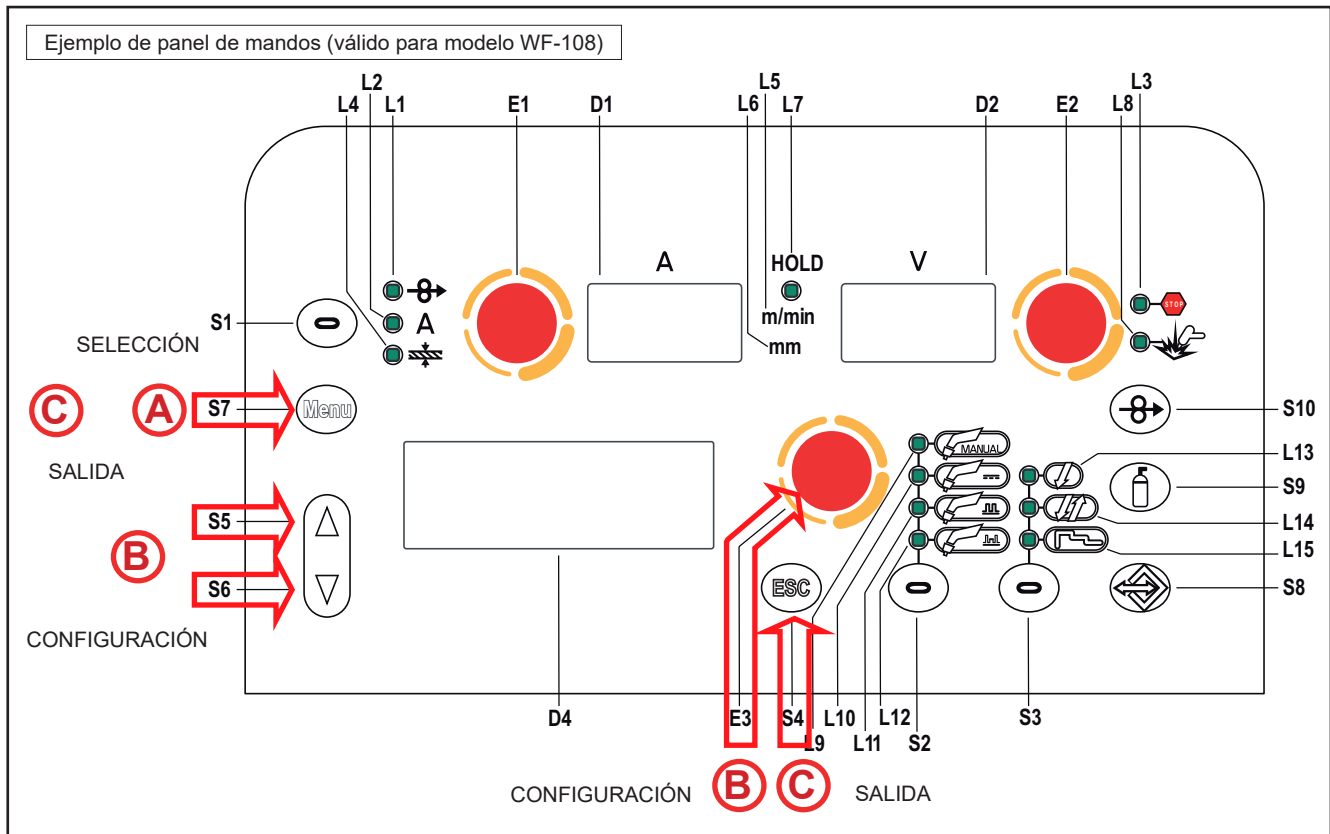 Ejemplo de panel de mandos (válido para modelo WF-108)
L2 L5 L3
L4 L1 E1 D1 L6 L7 D2 E2 L8
A HOLD V
STOP
S1 A m/min
SELECCIÓN mm
C A S7 Menu S10
MANUAL L13
SALIDA
S9
S5
L14
B
L15
S6 ESC S8
CONFIGURACIÓN
D4 E3 S4 L10 L12 S3
L9 L11 S2
CONFIGURACIÓN B C SALIDA